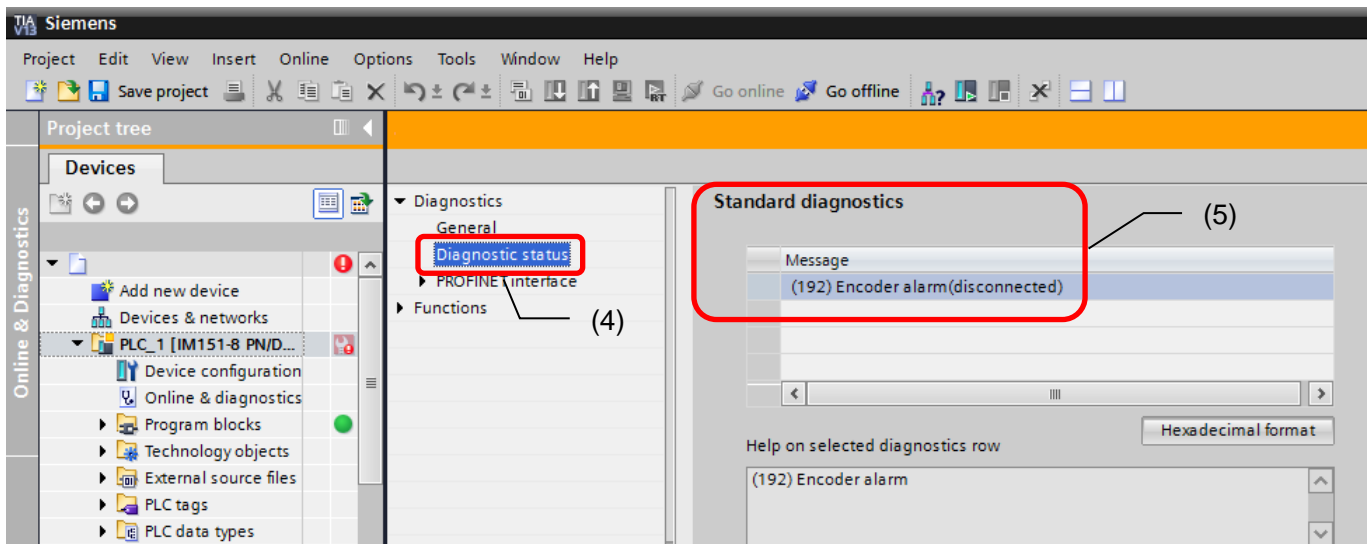 TIA V13 Siemens
Project Edit View Insert Online Options Tools Window Help
Save project Go online Go offline
Project tree
Devices
Online & Diagnostics
Add new device
Devices & networks
PLC_1 [IM151-8 PN/D...
Device configuration
Online & diagnostics
Program blocks
Technology objects
External source files
PLC tags
PLC data types
Diagnostics
General
Diagnostic status
PROFINET interface
Functions
(4)
Standard diagnostics
(5)
Message
(192) Encoder alarm(disconnected)
Hexadecimal format
Help on selected diagnostics row
(192) Encoder alarm